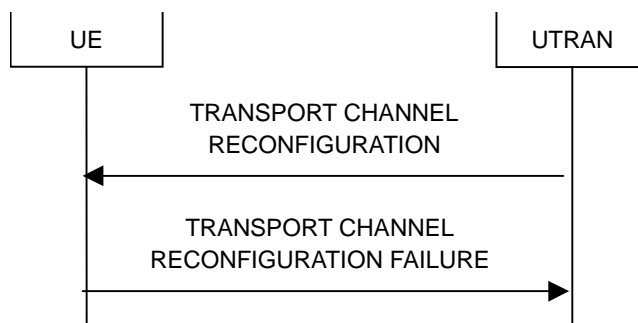 UE
UTRAN
TRANSPORT CHANNEL
RECONFIGURATION
TRANSPORT CHANNEL
RECONFIGURATION FAILURE